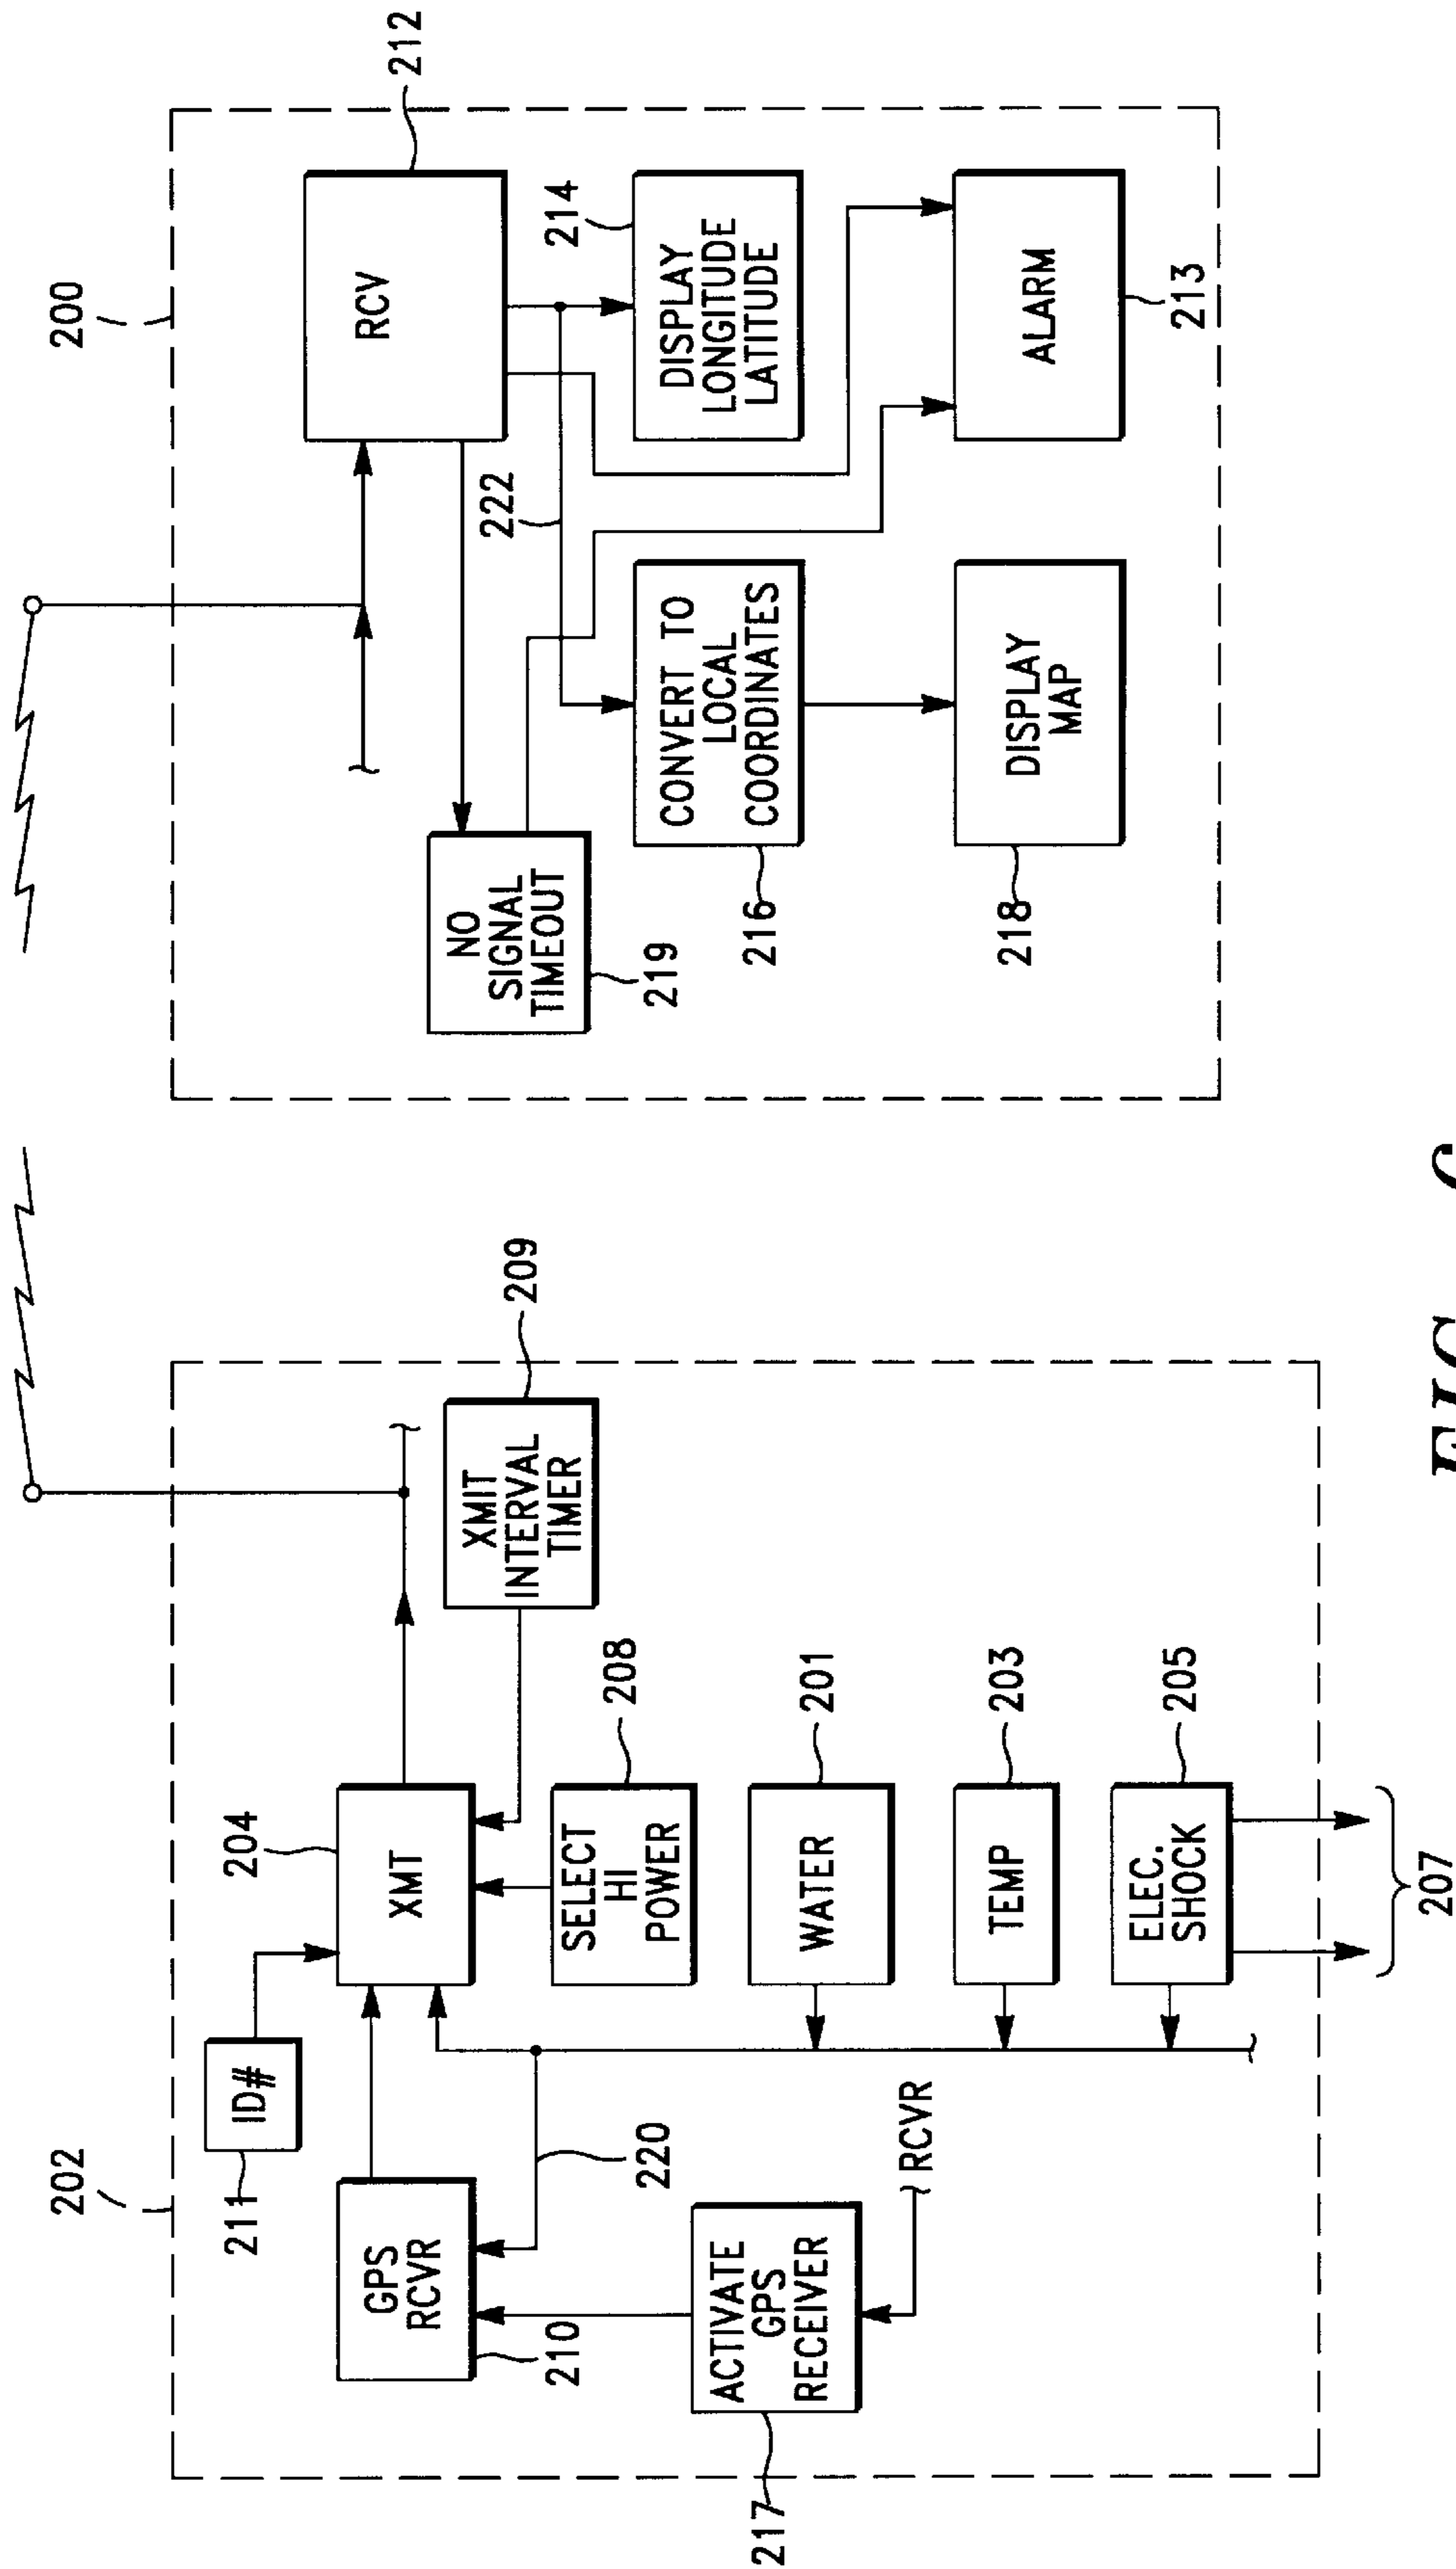 202
211
ID#
204
XMT
GPS
RCVR
210
209
XMIT
INTERVAL
TIMER
208
SELECT
HI
POWER
220
201
WATER
217
ACTIVATE
GPS
RECEIVER
RCVR
203
TEMP
205
ELEC.
SHOCK
207
200
212
RCV
NO
SIGNAL
TIMEOUT
219
222
214
DISPLAY
LONGITUDE
LATITUDE
CONVERT TO
LOCAL
COORDINATES
216
DISPLAY
MAP
218
ALARM
213